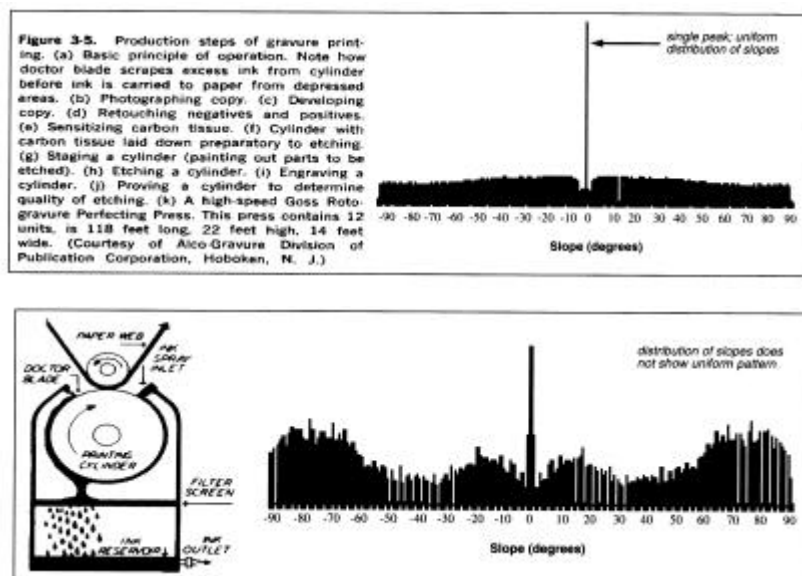 Figure 3-5. Production steps of gravure print-
ing. (a) Basic principle of operation. Note how
doctor blade scrapes excess ink from cylinder
before ink is carried to paper from depressed
areas. (b) Photographing copy. (c) Developing
copy. (d) Retouching negatives and positives.
(e) Sensitizing carbon tissue. (f) Cylinder with
carbon tissue laid down preparatory to etching.
(g) Staging a cylinder (painting out parts to be
etched). (h) Etching a cylinder. (i) Engraving a
cylinder. (j) Proving a cylinder to determine
quality of etching. (k) A high-speed Goss Roto-
gravure Perfecting Press. This press contains 12
units, is 118 feet long, 22 feet high, 14 feet
wide. (Courtesy of Alco-Gravure Division of
Publication Corporation, Hoboken, N. J.)
single peak; uniform
distribution of slopes
-90 -80 -70 -60 -50 -40 -30 -20 -10 0 10 20 30 40 50 60 70 80 90
Slope (degrees)
PAPER WEB
INK
SPRAY
INLET
DOCTOR
BLADE
PRINTING
CYLINDER
FILTER
SCREEN
INK
RESERVOIR
INK
OUTLET
distribution of slopes does
not show uniform pattern
-90 -80 -70 -60 -50 -40 -30 -20 -10 0 10 20 30 40 50 60 70 80 90
Slope (degrees)